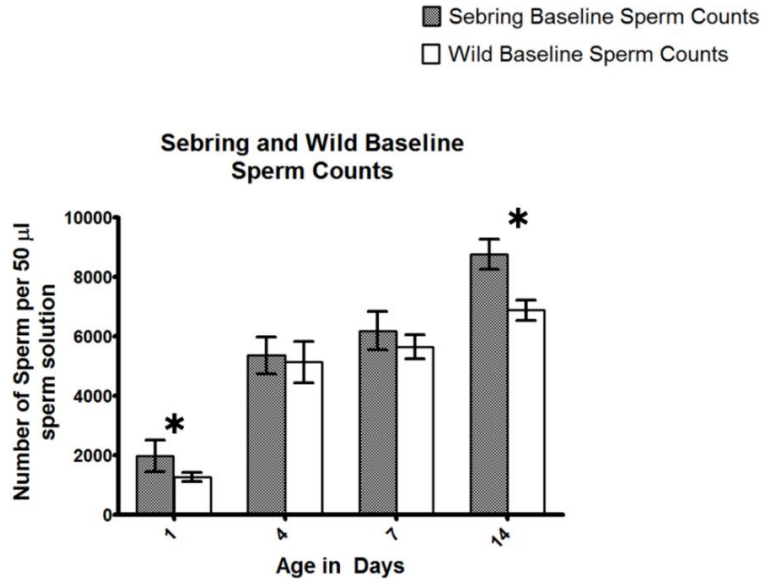 Sebring Baseline Sperm Counts
Wild Baseline Sperm Counts
Sebring and Wild Baseline
Sperm Counts
Number of Sperm per 50 µl
sperm solution
10000
8000
6000
4000
2000
0
*
*
1
4
7
14
Age in Days